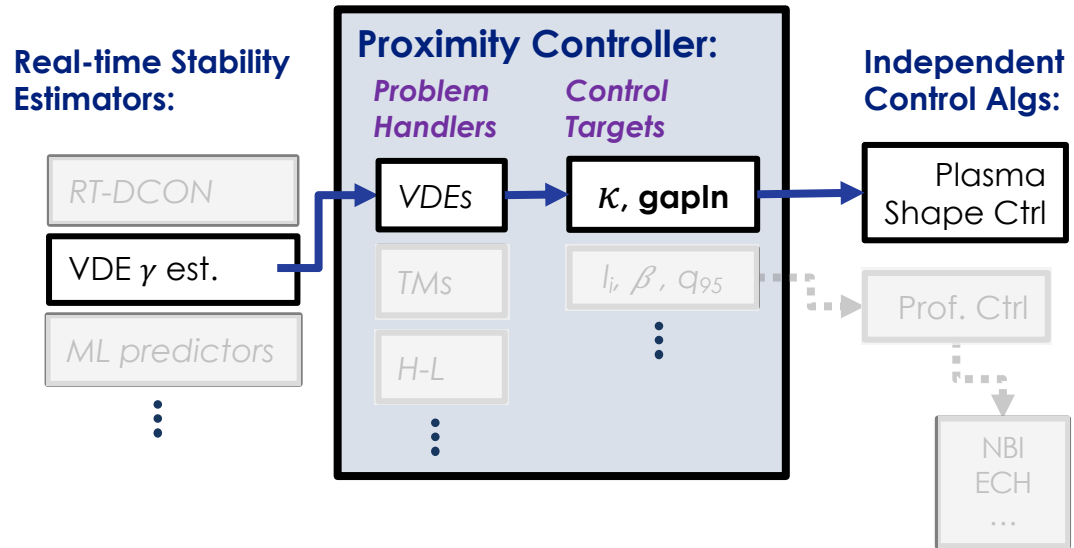 Real-time Stability
Estimators:
RT-DCON
VDE γ est.
ML predictors
Proximity Controller:
Problem
Handlers
VDEs
TMs
H-L
Control
Targets
κ, gapIn
lᵢ, β, q₉₅
Independent
Control Algs:
Plasma
Shape Ctrl
Prof. Ctrl
NBI
ECH
...